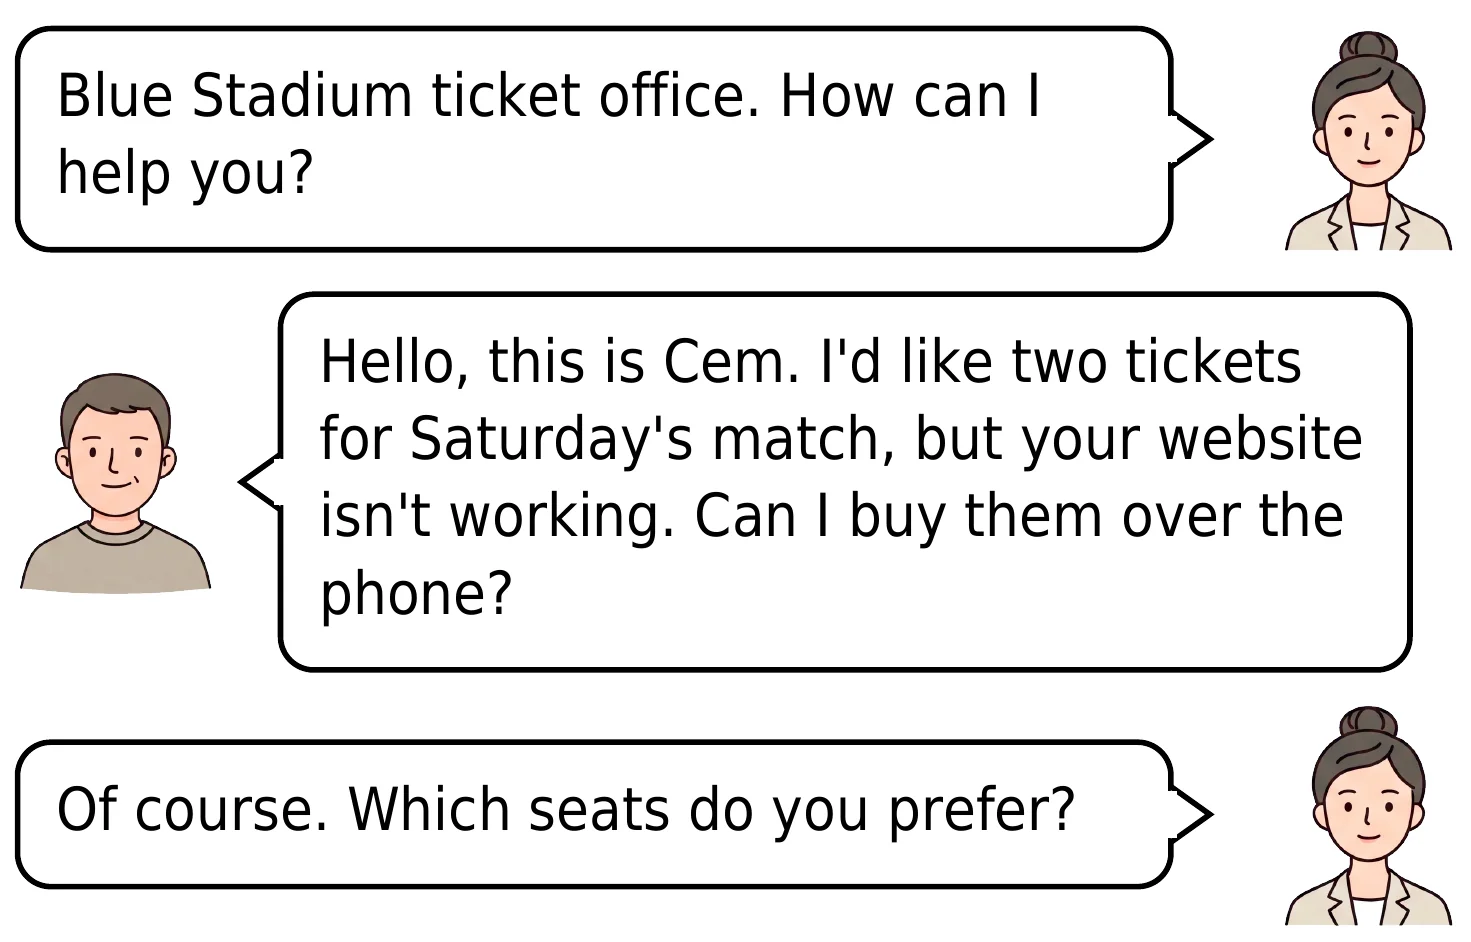 Blue Stadium ticket office. How can I
help you?
Hello, this is Cem. I'd like two tickets
for Saturday's match, but your website
isn't working. Can I buy them over the
phone?
Of course. Which seats do you prefer?